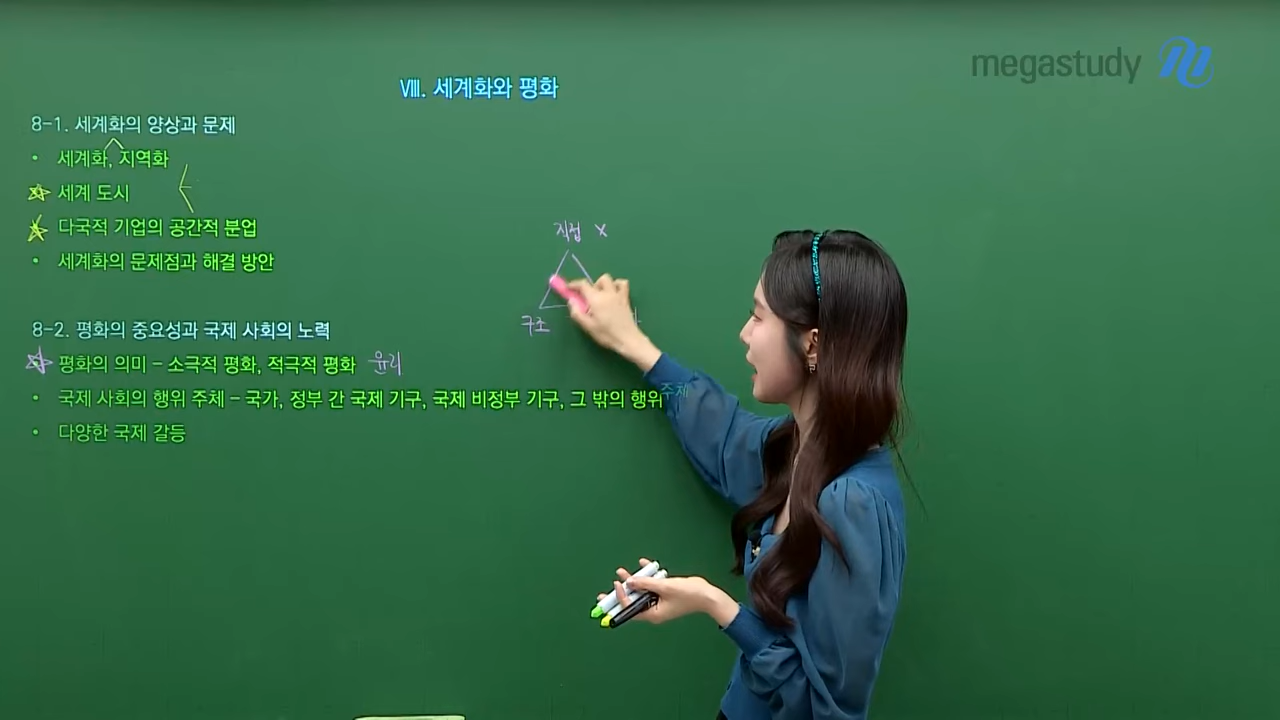 megastudy
Ⅷ. 세계화와 평화
8-1. 세계화의 양상과 문제
• 세계화, 지역화
세계 도시
다국적 기업의 공간적 분업
• 세계화의 문제점과 해결 방안
직접 x
구조
8-2. 평화의 중요성과 국제 사회의 노력
평화의 의미 – 소극적 평화, 적극적 평화 윤리
• 국제 사회의 행위 주체 – 국가, 정부 간 국제 기구, 국제 비정부 기구, 그 밖의 행위 주체
• 다양한 국제 갈등